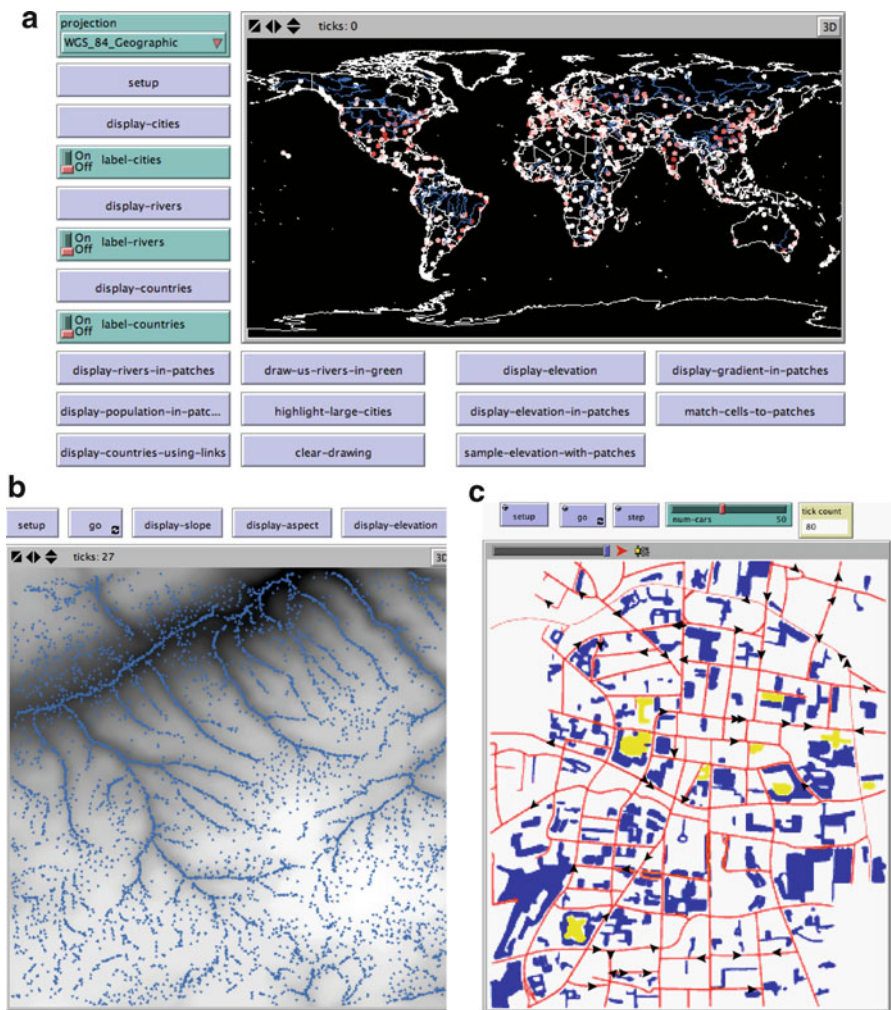 a
projection
WGS_84_Geographic
setup
display-cities
On
Off
label-cities
display-rivers
On
Off
label-rivers
display-countries
On
Off
label-countries
ticks: 0
3D
display-rivers-in-patches
draw-us-rivers-in-green
display-elevation
display-gradient-in-patches
display-population-in-patc...
highlight-large-cities
display-elevation-in-patches
match-cells-to-patches
display-countries-using-links
clear-drawing
sample-elevation-with-patches
b
setup
go
display-slope
display-aspect
display-elevation
ticks: 27
3D
c
setup
go
step
num-cars
50
tick count
80